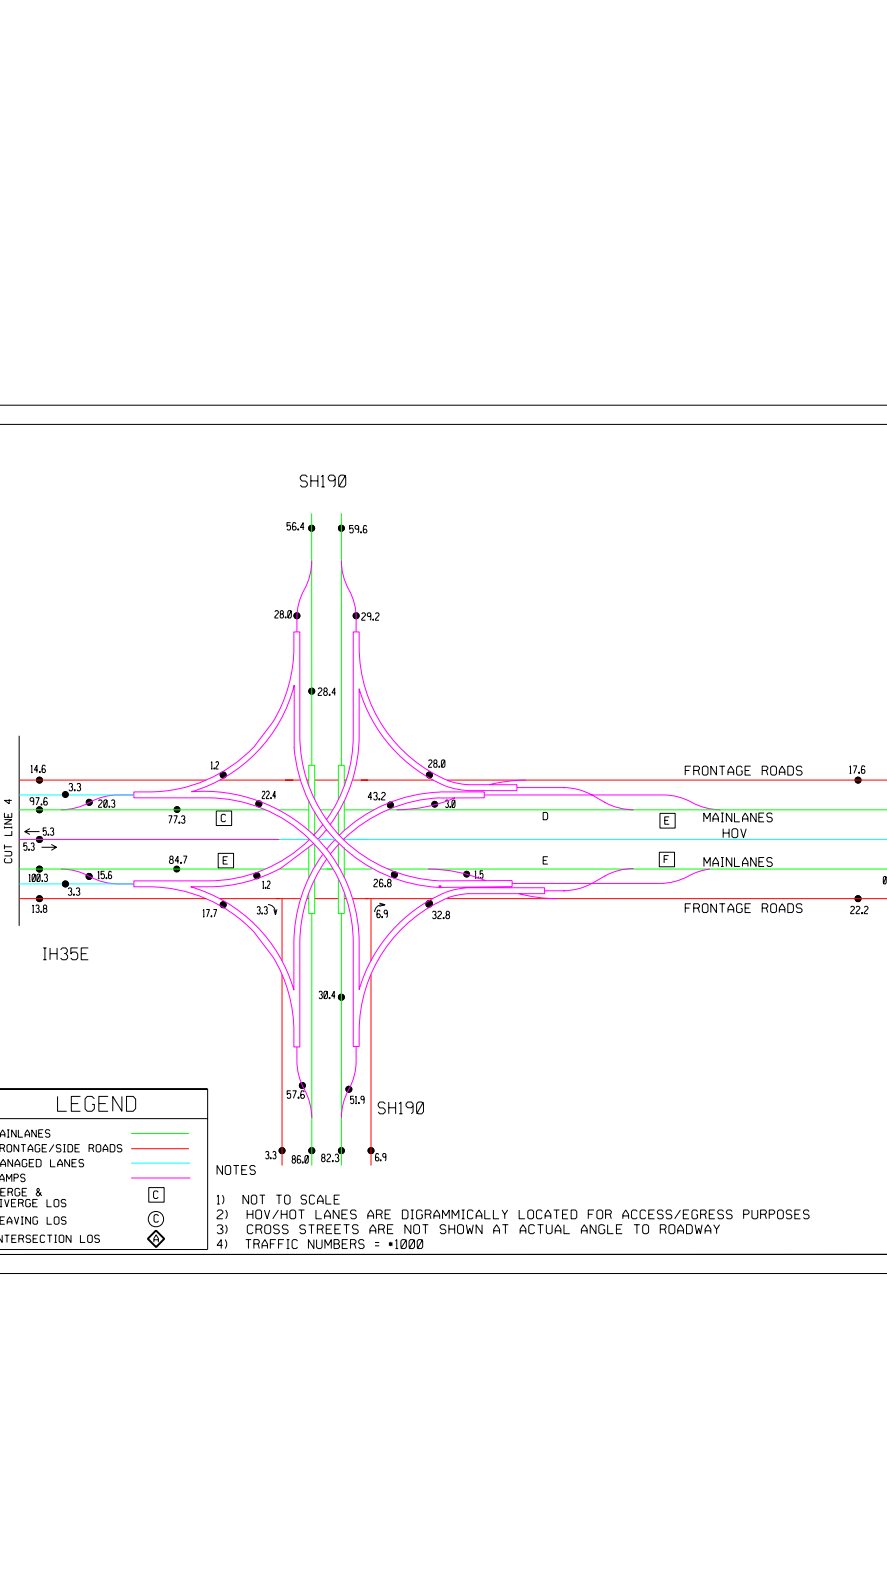 SH190
56.4
59.6
28.0
29.2
28.4
1.2
28.0
14.6
FRONTAGE ROADS
17.6
3.3
97.6
20.3
22.4
43.2
3.0
77.3
C
D
E
MAINLANES
HOV
CUT LINE 4
5.3
5.3
84.7
E
E
F
MAINLANES
100.3
15.6
1.2
26.8
1.5
3.3
13.8
17.7
3.3
6.9
32.8
FRONTAGE ROADS
22.2
IH35E
30.4
57.6
51.9
SH190
3.3
86.0
82.3
6.9
LEGEND
AINLANES
RONTAGE/SIDE ROADS
ANAGED LANES
AMPS
ERGE &
IVERGE LOS
C
EAVING LOS
C
NTERSECTION LOS
A
NOTES
1) NOT TO SCALE
2) HOV/HOT LANES ARE DIGRAMMICALLY LOCATED FOR ACCESS/EGRESS PURPOSES
3) CROSS STREETS ARE NOT SHOWN AT ACTUAL ANGLE TO ROADWAY
4) TRAFFIC NUMBERS = *1000